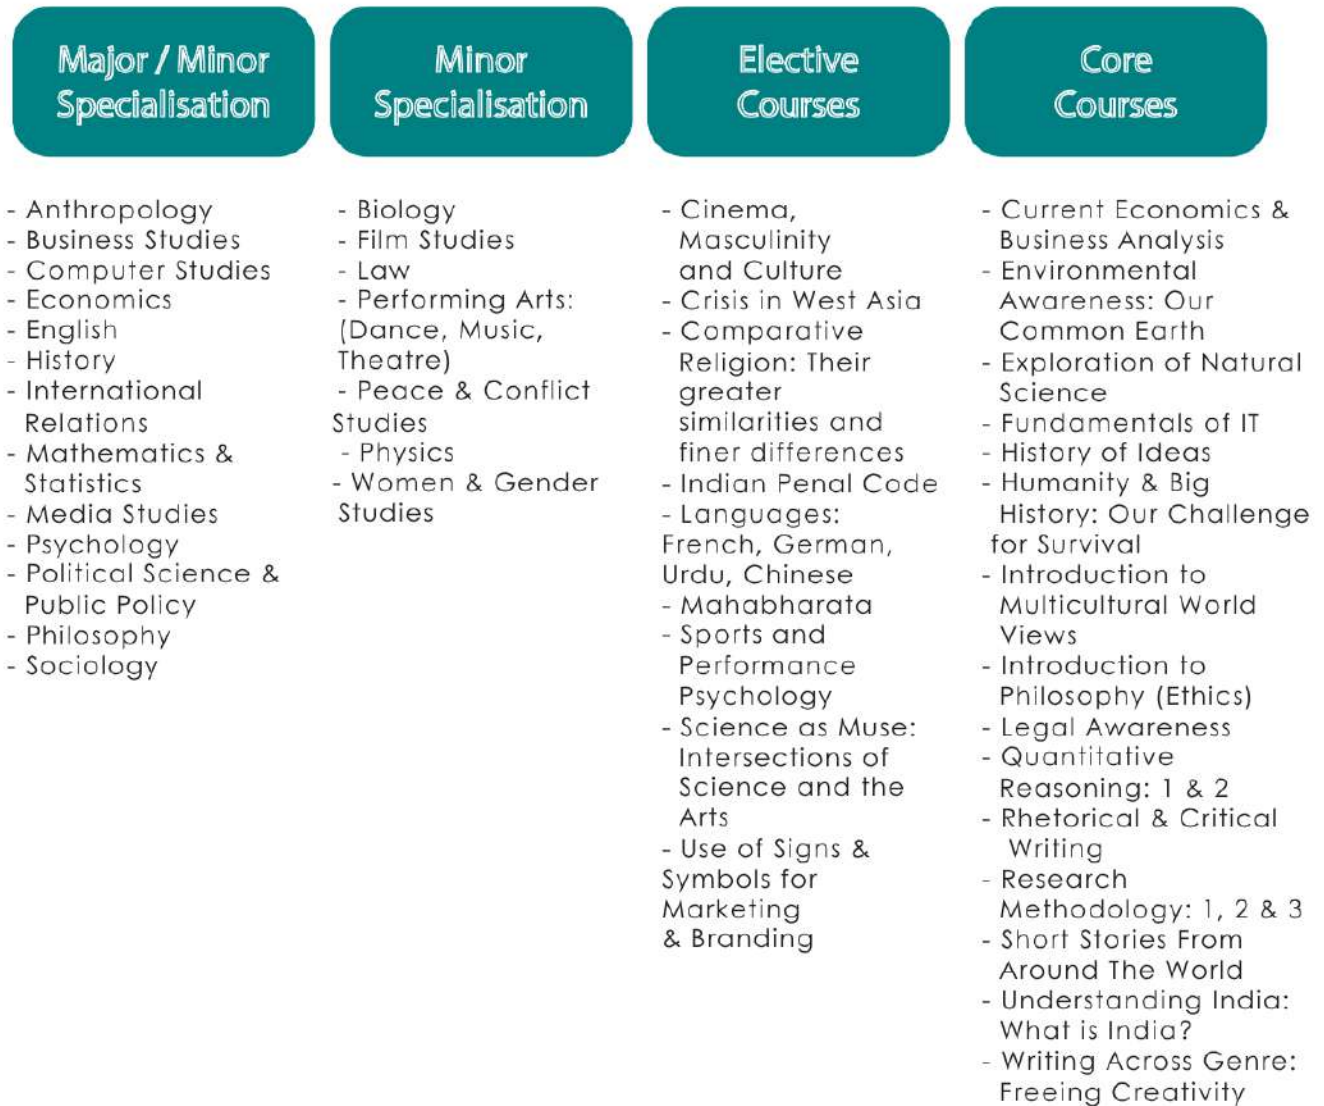 Major / Minor
Specialisation
- Anthropology
- Business Studies
- Computer Studies
- Economics
- English
- History
- International
Relations
- Mathematics &
Statistics
- Media Studies
- Psychology
- Political Science &
Public Policy
- Philosophy
- Sociology
Minor
Specialisation
- Biology
- Film Studies
- Law
- Performing Arts:
(Dance, Music,
Theatre)
- Peace & Conflict
Studies
- Physics
- Women & Gender
Studies
Elective
Courses
- Cinema,
Masculinity
and Culture
- Crisis in West Asia
- Comparative
Religion: Their
greater
similarities and
finer differences
- Indian Penal Code
- Languages:
French, German,
Urdu, Chinese
- Mahabharata
- Sports and
Performance
Psychology
- Science as Muse:
Intersections of
Science and the
Arts
- Use of Signs &
Symbols for
Marketing
& Branding
Core
Courses
- Current Economics &
Business Analysis
- Environmental
Awareness: Our
Common Earth
- Exploration of Natural
Science
- Fundamentals of IT
- History of Ideas
- Humanity & Big
History: Our Challenge
for Survival
- Introduction to
Multicultural World
Views
- Introduction to
Philosophy (Ethics)
- Legal Awareness
- Quantitative
Reasoning: 1 & 2
- Rhetorical & Critical
Writing
- Research
Methodology: 1, 2 & 3
- Short Stories From
Around The World
- Understanding India:
What is India?
- Writing Across Genre:
Freeing Creativity